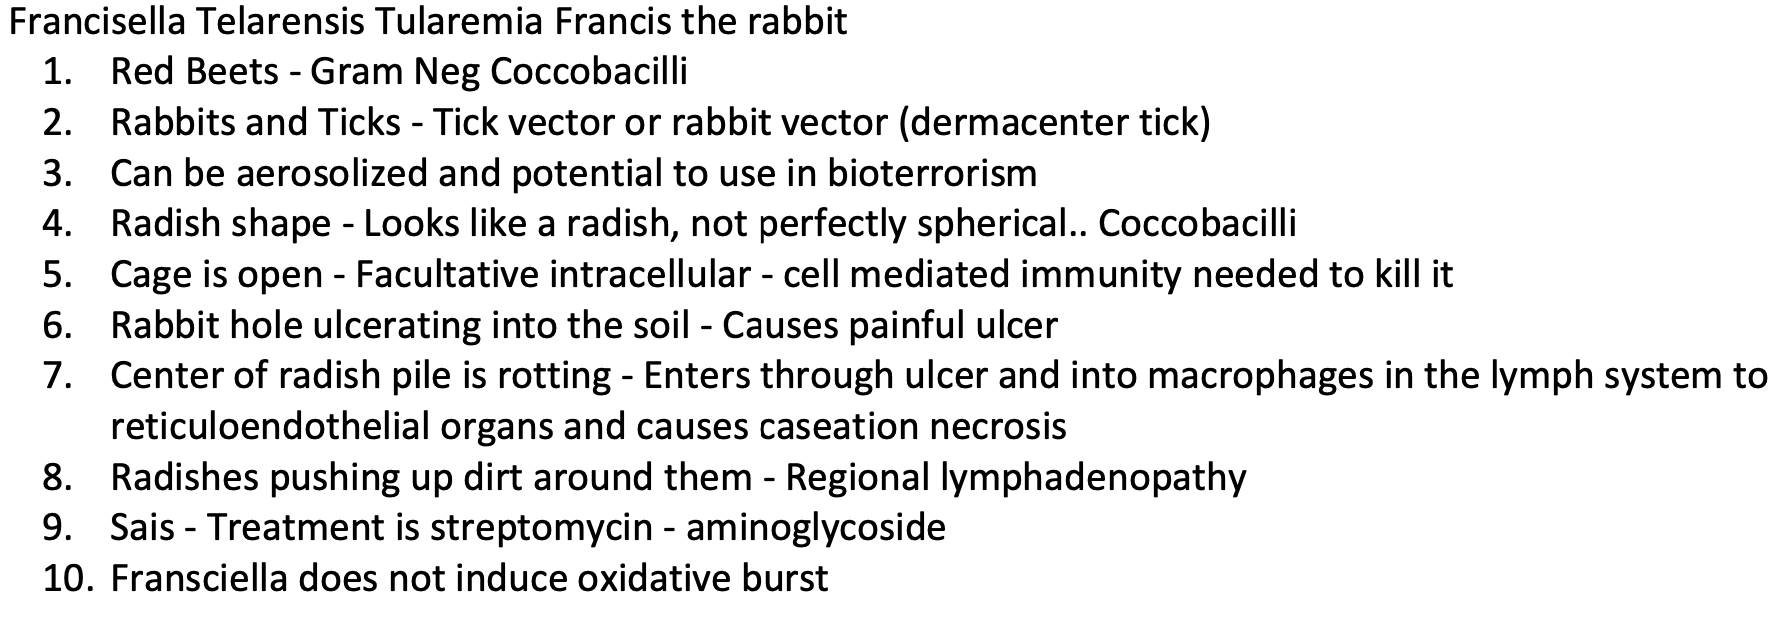 Francisella Telarensis Tularemia Francis the rabbit
1. Red Beets - Gram Neg Coccobacilli
2. Rabbits and Ticks - Tick vector or rabbit vector (dermacenter tick)
3. Can be aerosolized and potential to use in bioterrorism
4. Radish shape - Looks like a radish, not perfectly spherical.. Coccobacilli
5. Cage is open - Facultative intracellular - cell mediated immunity needed to kill it
6. Rabbit hole ulcerating into the soil - Causes painful ulcer
7. Center of radish pile is rotting - Enters through ulcer and into macrophages in the lymph system to
reticuloendothelial organs and causes caseation necrosis
8. Radishes pushing up dirt around them - Regional lymphadenopathy
9. Sais - Treatment is streptomycin - aminoglycoside
10. Fransciella does not induce oxidative burst